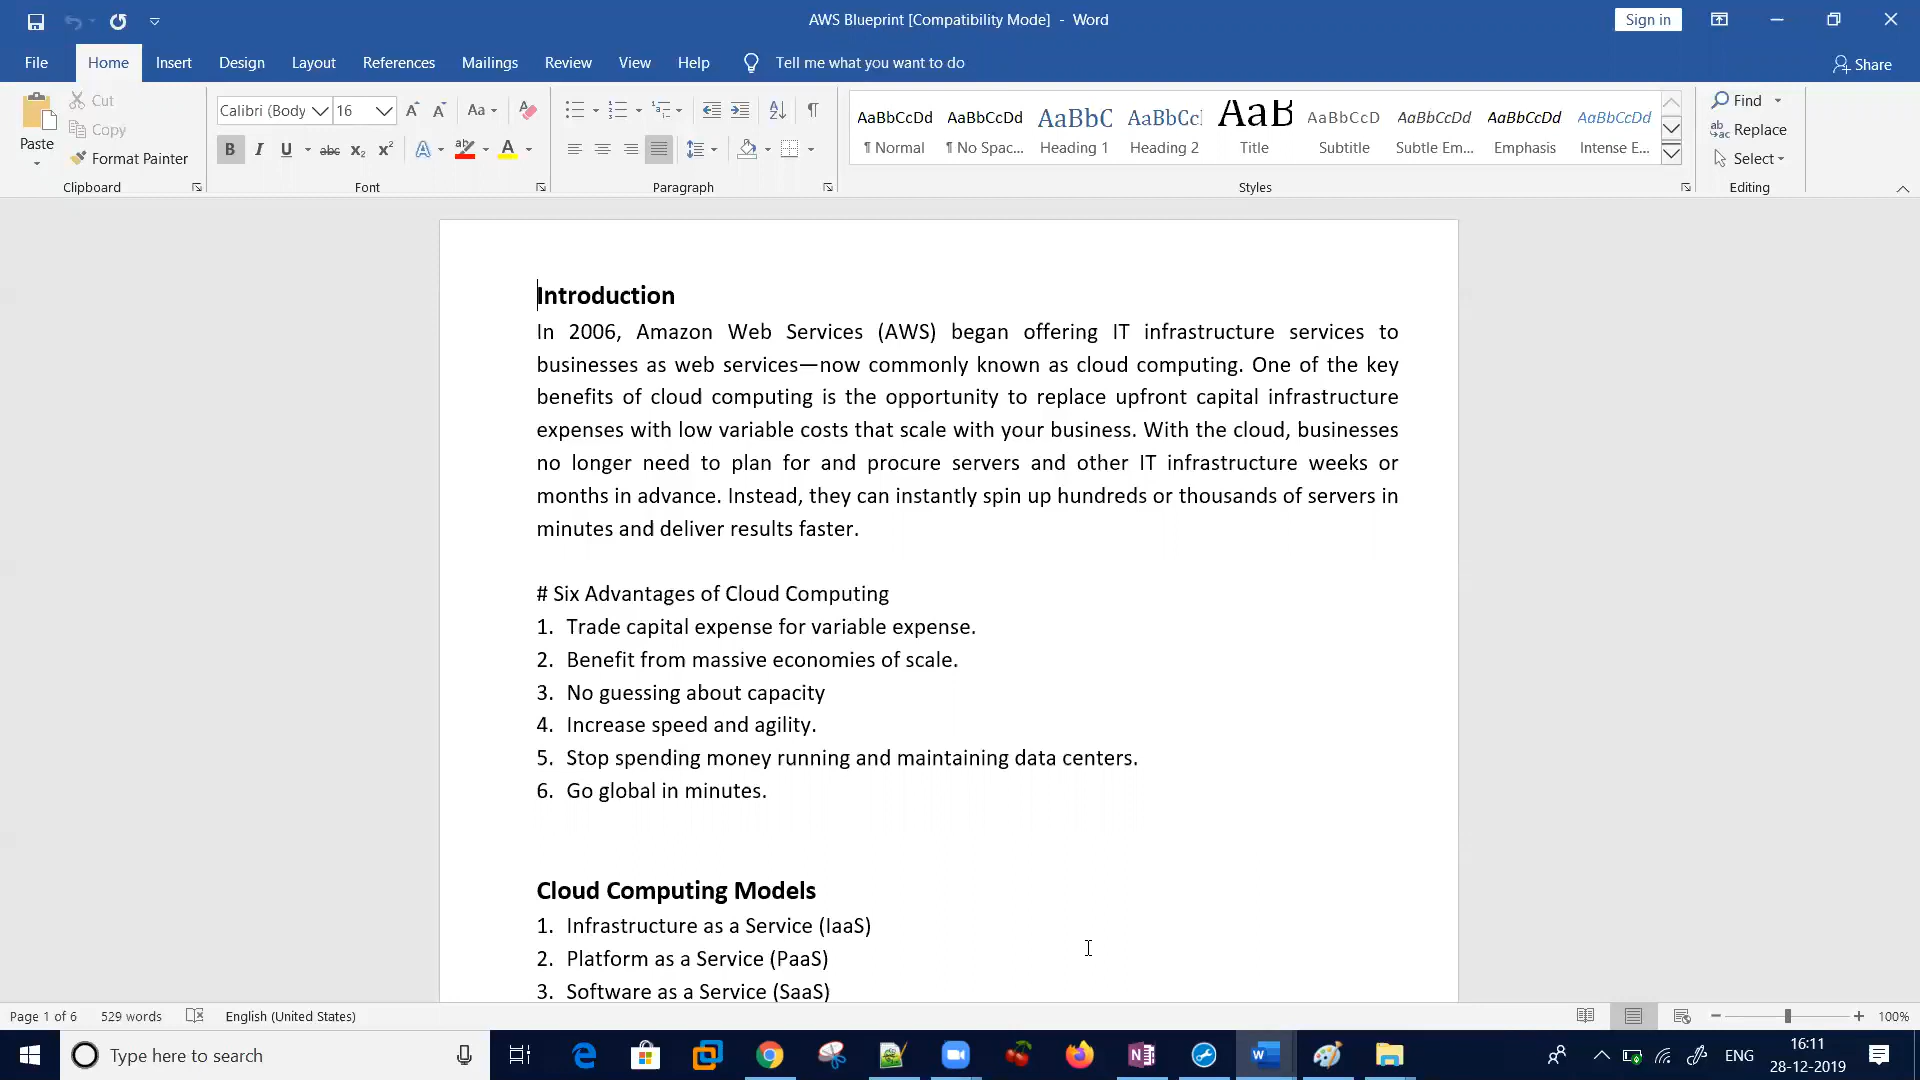 AWS Blueprint [Compatibility Mode] - Word
Sign in
File Home Insert Design Layout References Mailings Review View Help Tell me what you want to do Share
Paste
Cut
Copy
Format Painter
Clipboard
Calibri (Body 16
Aa
B I U abc x₂ x² A ab A
Font
Paragraph
AaBbCcDd AaBbCcDd AaBbC AaBbCc AaB AaBbCcD AaBbCcDd AaBbCcDd AaBbCcDd
¶ Normal ¶ No Spac... Heading 1 Heading 2 Title Subtitle Subtle Em... Emphasis Intense E...
Styles
Find
Replace
Select
Editing
Introduction
In 2006, Amazon Web Services (AWS) began offering IT infrastructure services to
businesses as web services—now commonly known as cloud computing. One of the key
benefits of cloud computing is the opportunity to replace upfront capital infrastructure
expenses with low variable costs that scale with your business. With the cloud, businesses
no longer need to plan for and procure servers and other IT infrastructure weeks or
months in advance. Instead, they can instantly spin up hundreds or thousands of servers in
minutes and deliver results faster.
# Six Advantages of Cloud Computing
1. Trade capital expense for variable expense.
2. Benefit from massive economies of scale.
3. No guessing about capacity
4. Increase speed and agility.
5. Stop spending money running and maintaining data centers.
6. Go global in minutes.
Cloud Computing Models
1. Infrastructure as a Service (IaaS)
2. Platform as a Service (PaaS)
3. Software as a Service (SaaS)
Page 1 of 6 529 words English (United States) 100%
Type here to search
ENG
16:11
28-12-2019